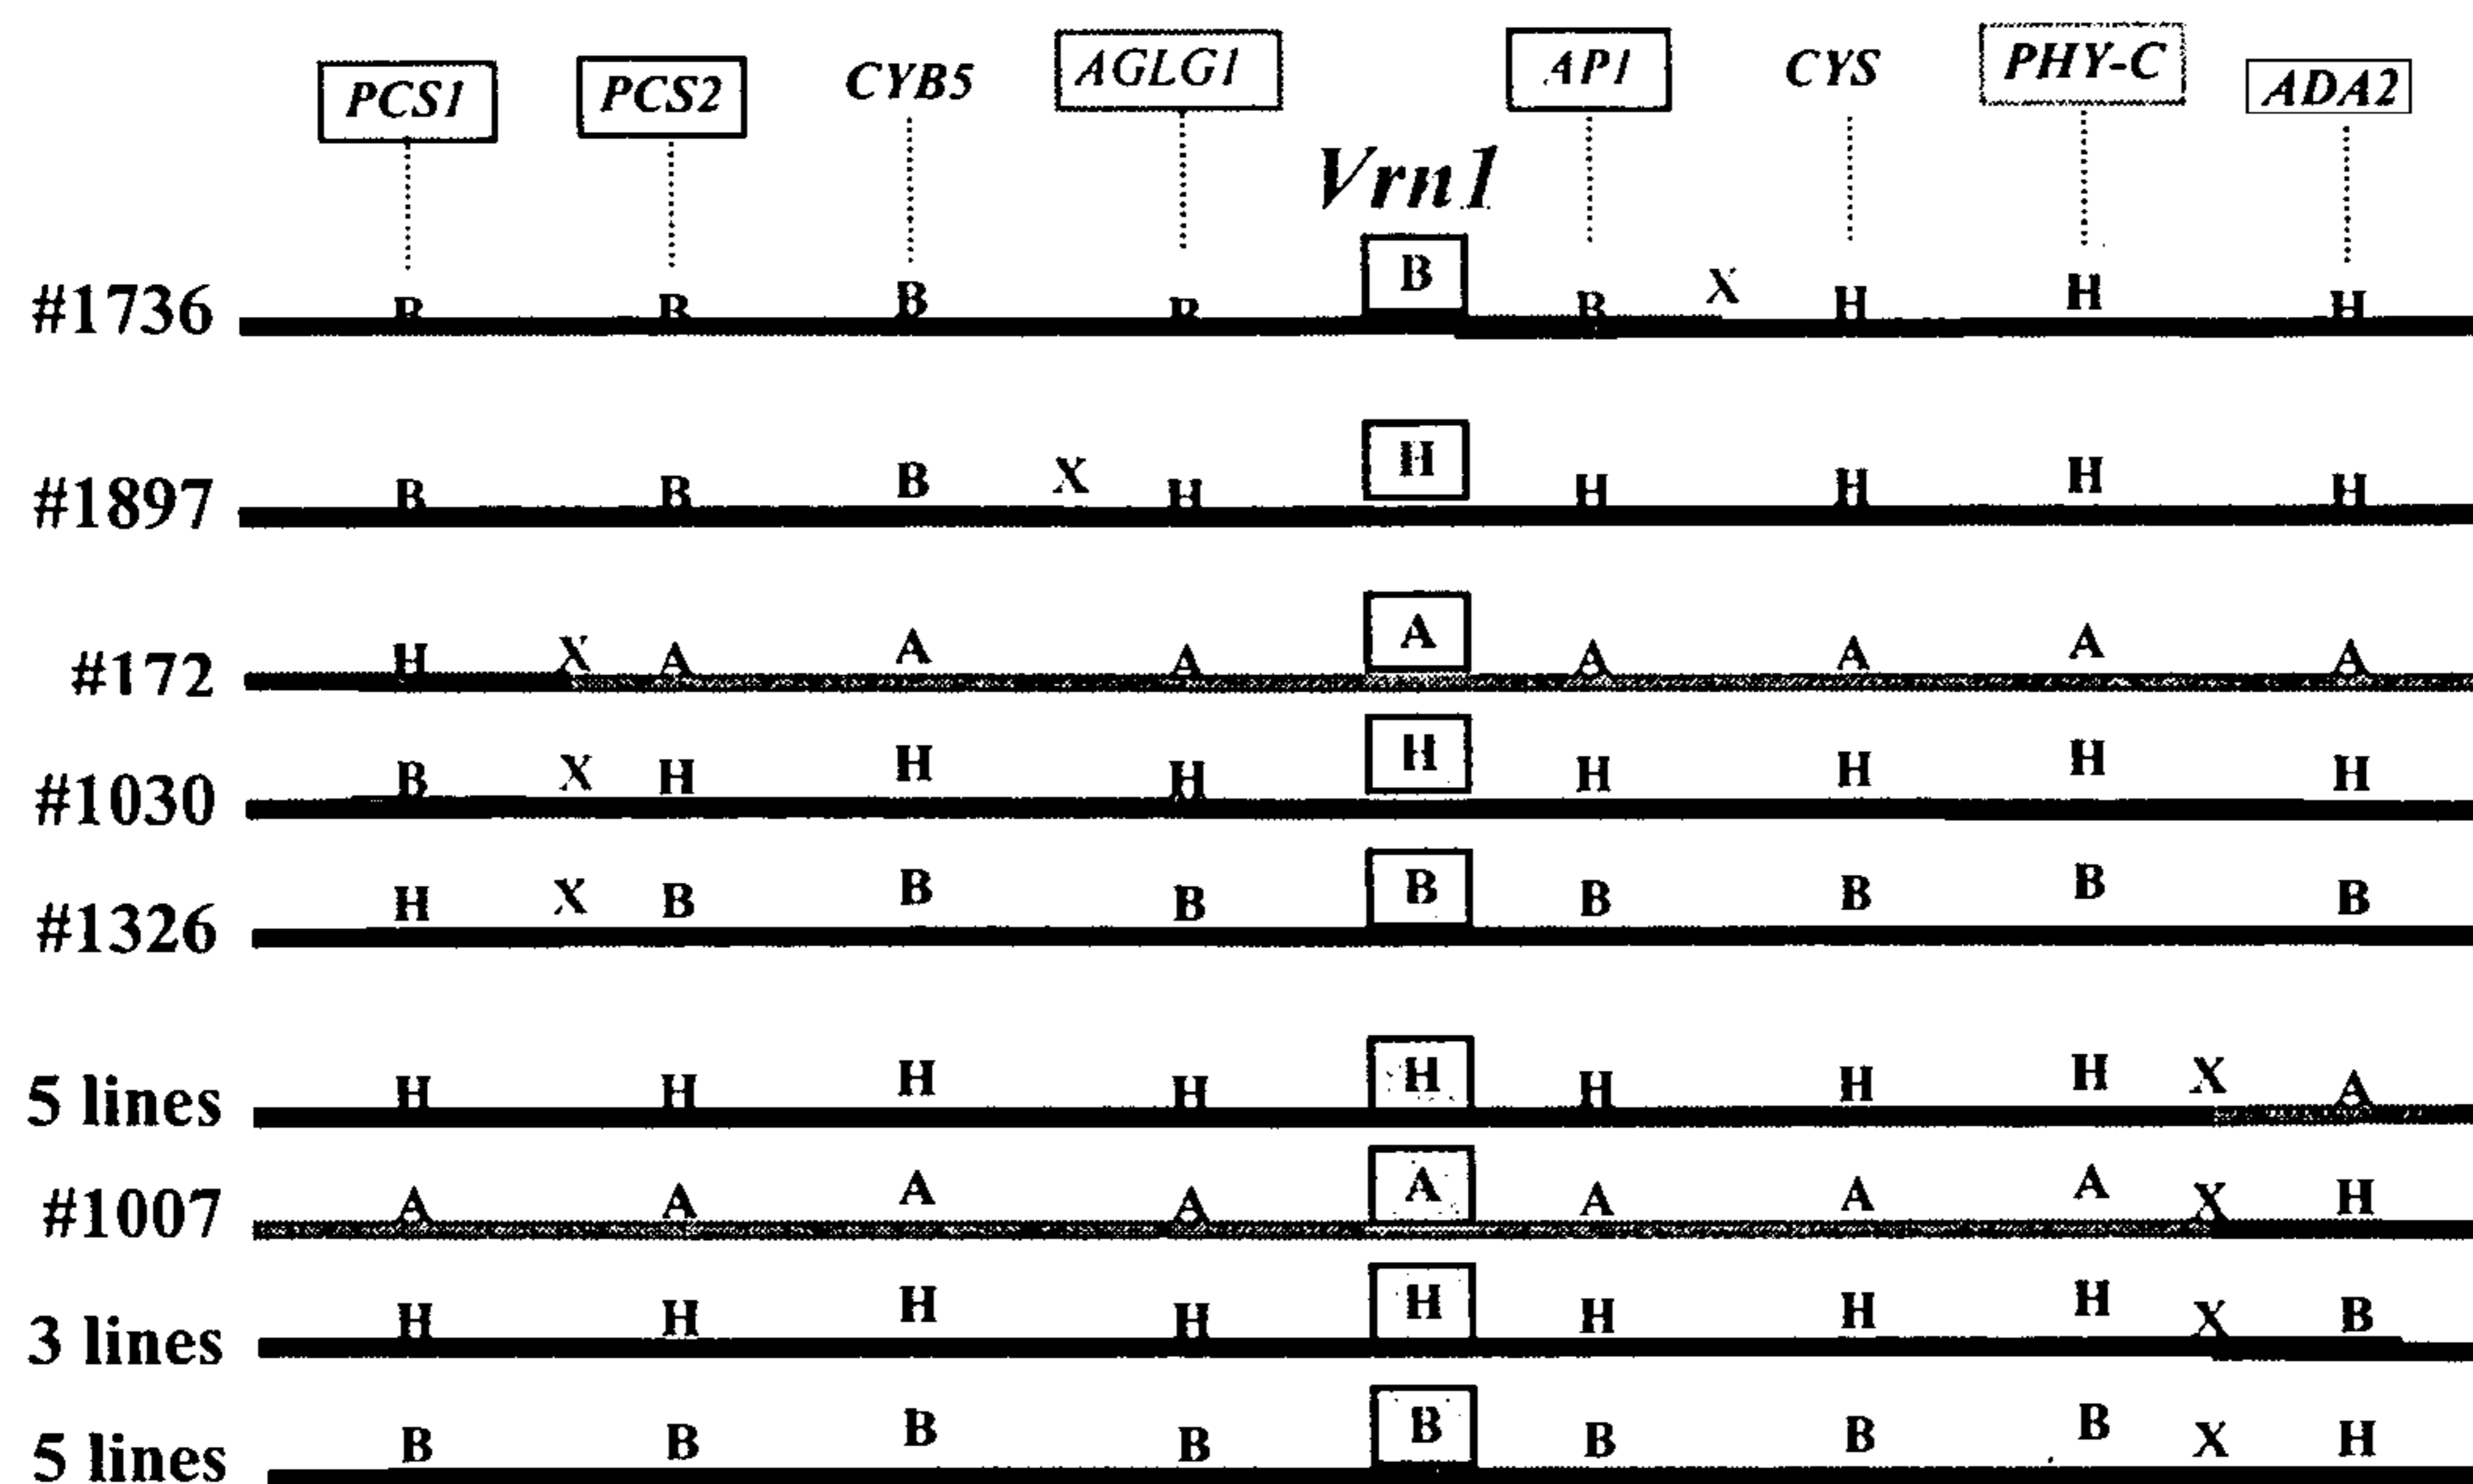 PCS1 PCS2 CYB5 AGLG1 AP1 CYS PHY-C ADA2
Vrn1
#1736 B B B B B B X H H H
#1897 B B B X H H H H H H
#172 H X A A A A A A A A
#1030 B X H H H H H H H H
#1326 H X B B B B B B B B
5 lines H H H H H H H H X A
#1007 A A A A A A A A X H
3 lines H H H H H H H H X B
5 lines B B B B B B B B X H